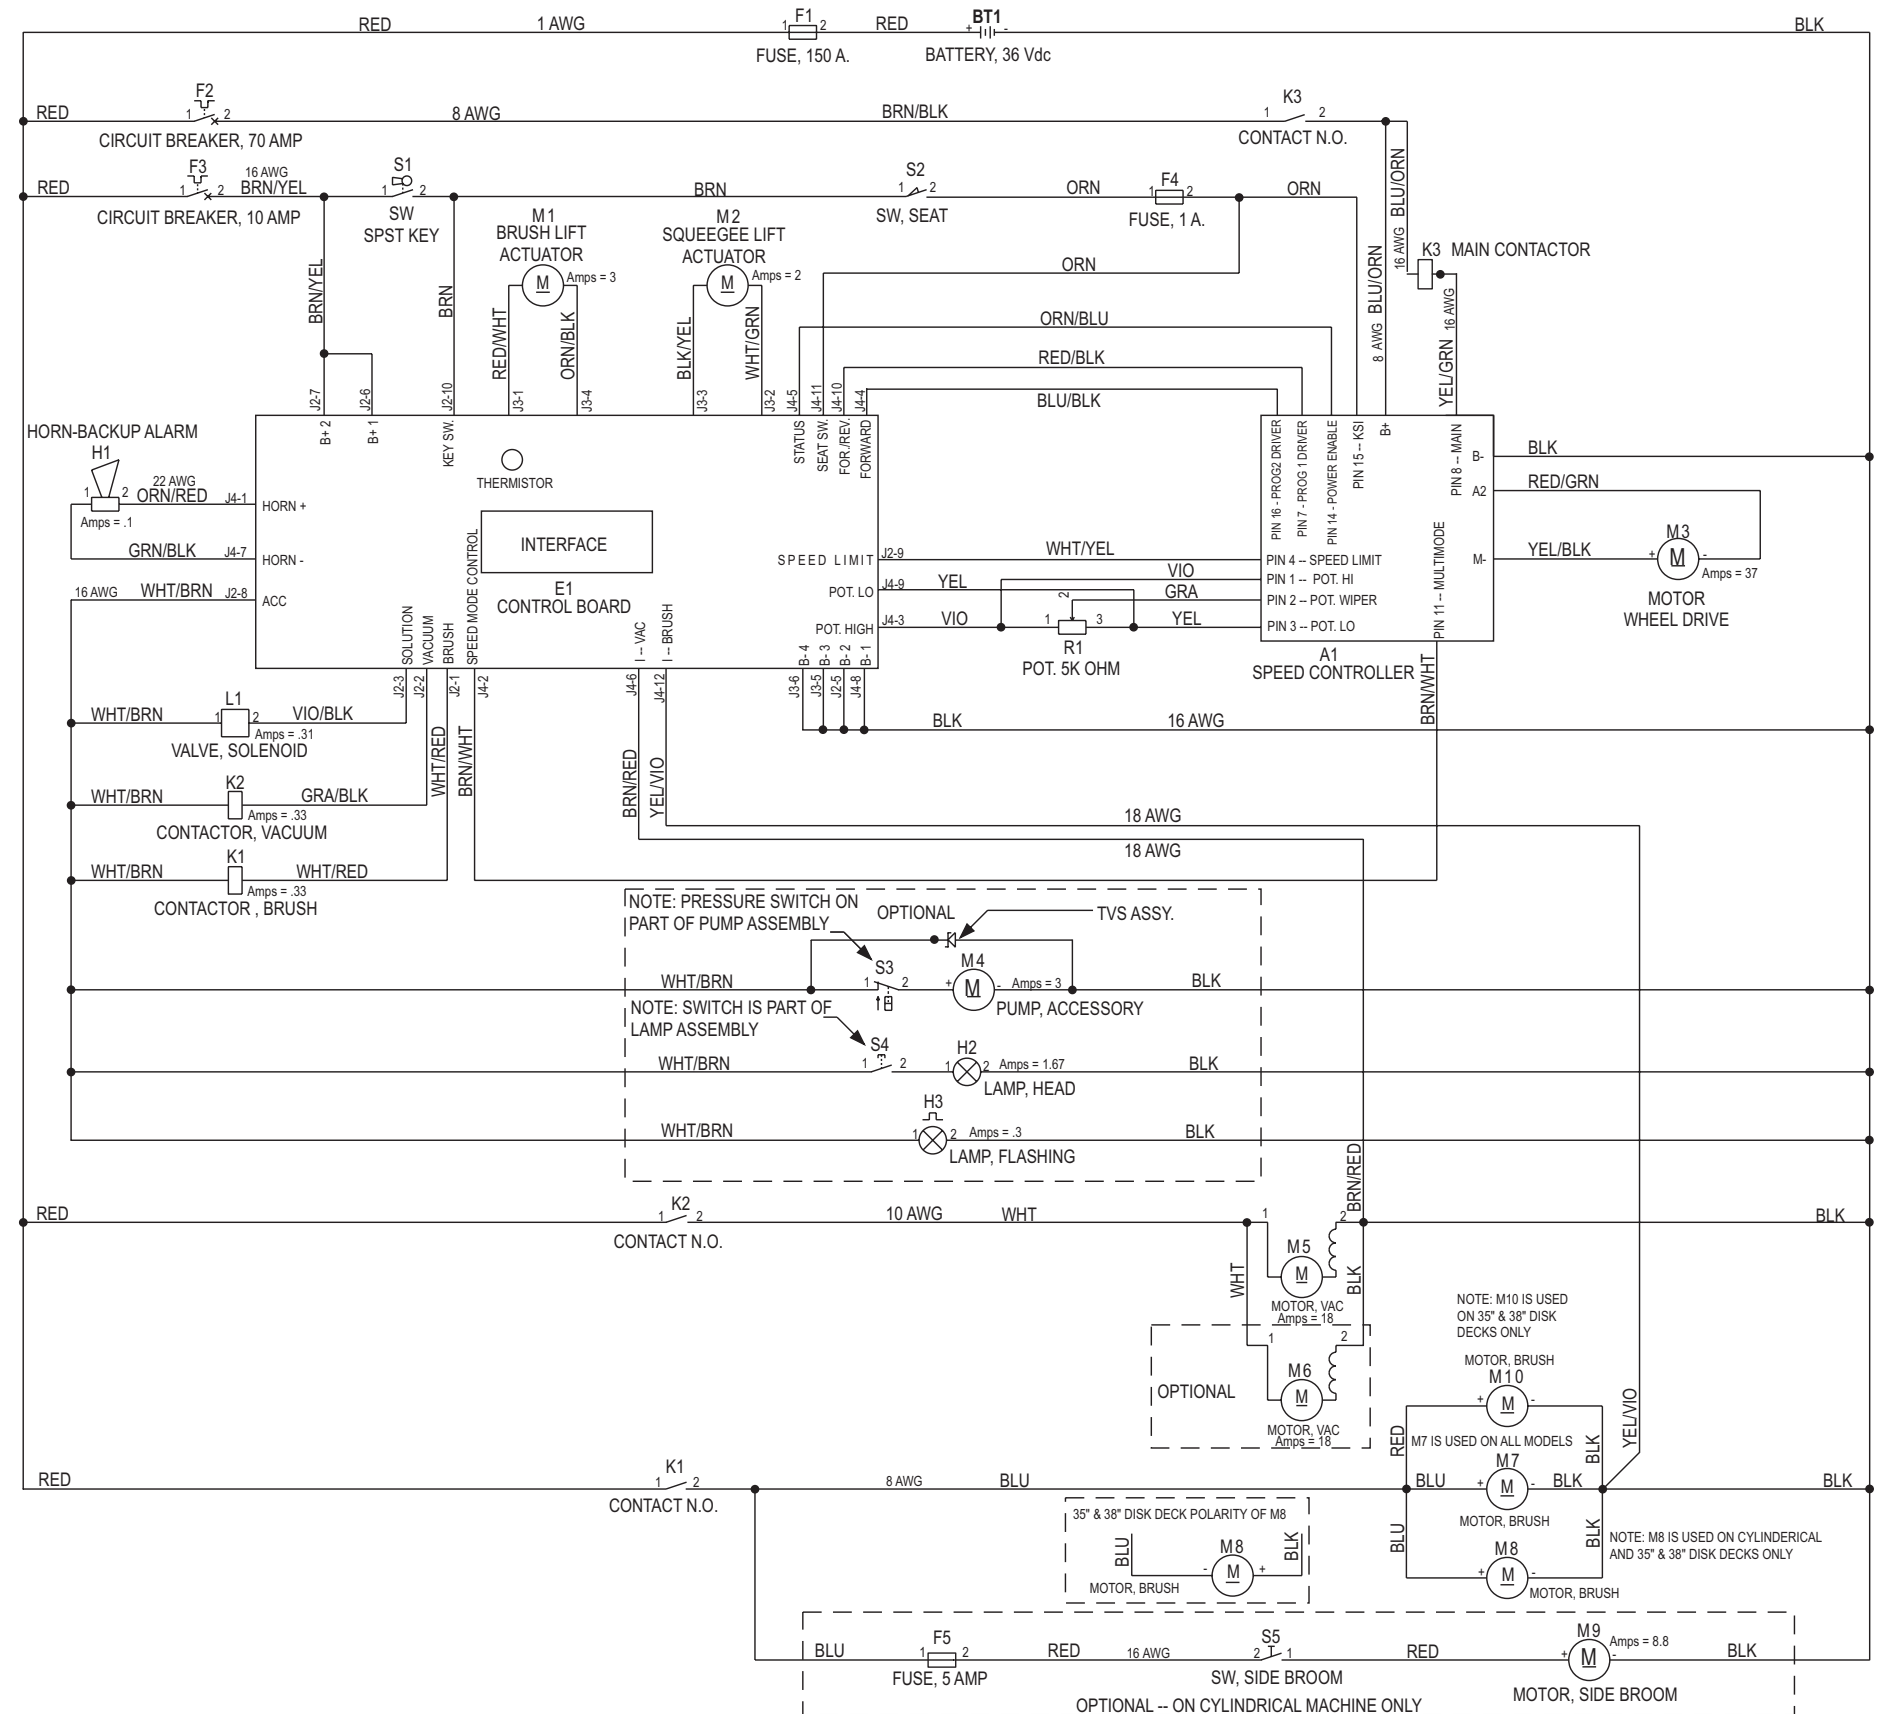 RED 1 AWG F1 RED BT1 BLK
1 2 + -
FUSE, 150 A. BATTERY, 36 Vdc
RED F2 8 AWG BRN/BLK K3
1 2 1 2
CIRCUIT BREAKER, 70 AMP CONTACT N.O.
RED F3 16 AWG S1 BRN S2 ORN F4 ORN
1 2 BRN/YEL 1 2 1 2 1 2
CIRCUIT BREAKER, 10 AMP SW SW, SEAT FUSE, 1 A.
SPST KEY
M1
BRUSH LIFT
ACTUATOR
M Amps = 3
M2
SQUEEGEE LIFT
ACTUATOR
M Amps = 2
BRN/YEL
BRN
RED/WHT
ORN/BLK
BLK/YEL
WHT/GRN
ORN
ORN/BLU
RED/BLK
BLU/BLK
8 AWG BLU/ORN
16 AWG BLU/ORN
K3 MAIN CONTACTOR
YEL/GRN 16 AWG
J2-7
J2-6
J2-10
J3-1
J3-4
J3-3
J3-2
J4-5
J4-11
J4-10
J4-4
B+ 2
B+ 1
KEY SW.
STATUS
SEAT SW.
FOR./REV.
FORWARD
THERMISTOR
INTERFACE
E1
CONTROL BOARD
HORN-BACKUP ALARM
H1
1 2 22 AWG
ORN/RED J4-1 HORN +
Amps = .1
GRN/BLK J4-7 HORN -
16 AWG WHT/BRN J2-8 ACC
SOLUTION
VACUUM
BRUSH
SPEED MODE CONTROL
I -- VAC
I -- BRUSH
SPEED LIMIT J2-9 WHT/YEL
POT. LO J4-9 YEL
POT. HIGH J4-3 VIO
B- 4
B- 3
B- 2
B- 1
J2-3
J2-2
J2-1
J4-2
J4-6
J4-12
J3-6
J3-5
J2-5
J4-8
VIO
GRA
YEL
1 2 3
R1
POT. 5K OHM
PIN 16 - PROG2 DRIVER
PIN 7 - PROG 1 DRIVER
PIN 14 - POWER ENABLE
PIN 15 -- KSI
B+
PIN 8 -- MAIN
B- BLK
A2 RED/GRN
M- YEL/BLK
PIN 4 -- SPEED LIMIT
PIN 1 -- POT. HI
PIN 2 -- POT. WIPER
PIN 3 -- POT. LO
PIN 11 -- MULTIMODE
A1
SPEED CONTROLLER
M3
+ M -
Amps = 37
MOTOR
WHEEL DRIVE
BRN/WHT
BLK 16 AWG
WHT/BRN L1 VIO/BLK
1 2
Amps = .31
VALVE, SOLENOID
WHT/BRN K2 GRA/BLK
Amps = .33
CONTACTOR, VACUUM
WHT/BRN K1 WHT/RED
Amps = .33
CONTACTOR , BRUSH
WHT/RED
BRN/WHT
BRN/RED
YEL/VIO
18 AWG
18 AWG
NOTE: PRESSURE SWITCH ON
PART OF PUMP ASSEMBLY
OPTIONAL TVS ASSY.
WHT/BRN S3 M4 BLK
1 2 + M - Amps = 3
PUMP, ACCESSORY
NOTE: SWITCH IS PART OF
LAMP ASSEMBLY
WHT/BRN S4 H2 BLK
1 2 1 2 Amps = 1.67
LAMP, HEAD
WHT/BRN H3 BLK
1 2 Amps = .3
LAMP, FLASHING
BRN/RED
RED K2 10 AWG WHT 1 2 BLK
1 2
CONTACT N.O.
WHT
M5
M
BLK
MOTOR, VAC
Amps = 18
1 2
OPTIONAL
M6
M
MOTOR, VAC
Amps = 18
NOTE: M10 IS USED
ON 35" & 38" DISK
DECKS ONLY
MOTOR, BRUSH
M10
+ M -
RED BLK
YEL/VIO
M7 IS USED ON ALL MODELS
M7
BLU + M - BLK BLK
MOTOR, BRUSH
RED K1 8 AWG BLU
1 2
CONTACT N.O.
35" & 38" DISK DECK POLARITY OF M8
BLU M8 BLK
- M +
MOTOR, BRUSH
BLU BLK
M8
+ M -
MOTOR, BRUSH
NOTE: M8 IS USED ON CYLINDERICAL
AND 35" & 38" DISK DECKS ONLY
BLU F5 RED 16 AWG S5 RED M9 Amps = 8.8 BLK
1 2 2 1 + M -
FUSE, 5 AMP SW, SIDE BROOM MOTOR, SIDE BROOM
OPTIONAL -- ON CYLINDRICAL MACHINE ONLY